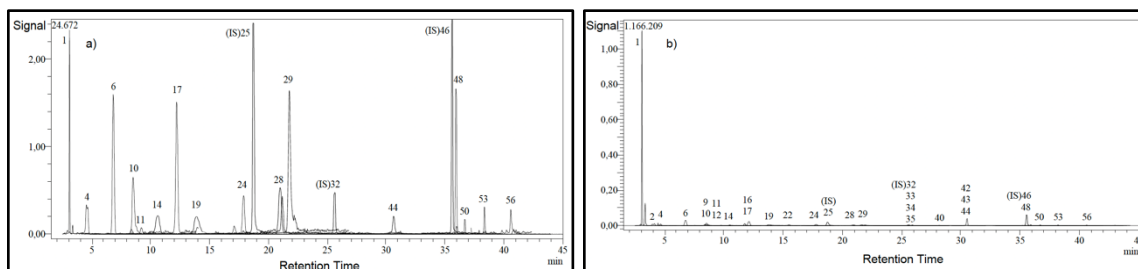 Signal 24.672
a)
(IS)25
(IS)46
1
2,00
6
17
29
48
1,00
10
4
11
14
19
24
28
(IS)32
44
50
53
56
0,00
5 10 15 20 25 30 35 40 45
min
Retention Time
Signal 1.166.209
b)
1
1,00
0,80
0,60
0,40
0,20
0,00
2 4 6
9 11
10 12 14
16
17
19 22 24
(IS)
25
28 29
(IS)32
33
34
35
40
42
43
44
(IS)46
48
50 53 56
5 10 15 20 25 30 35 40 45
min
Retention Time